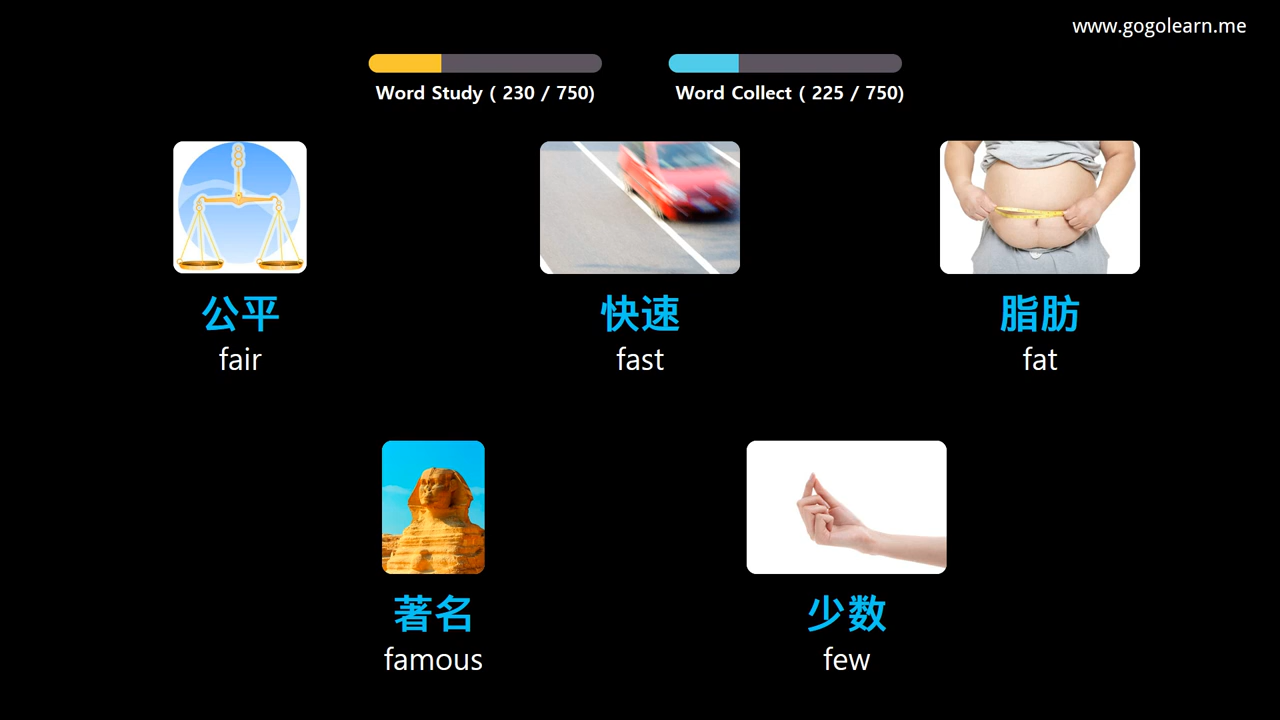 www.gogolearn.me
Word Study ( 230 / 750)
Word Collect ( 225 / 750)
公平
fair
快速
fast
脂肪
fat
著名
famous
少数
few